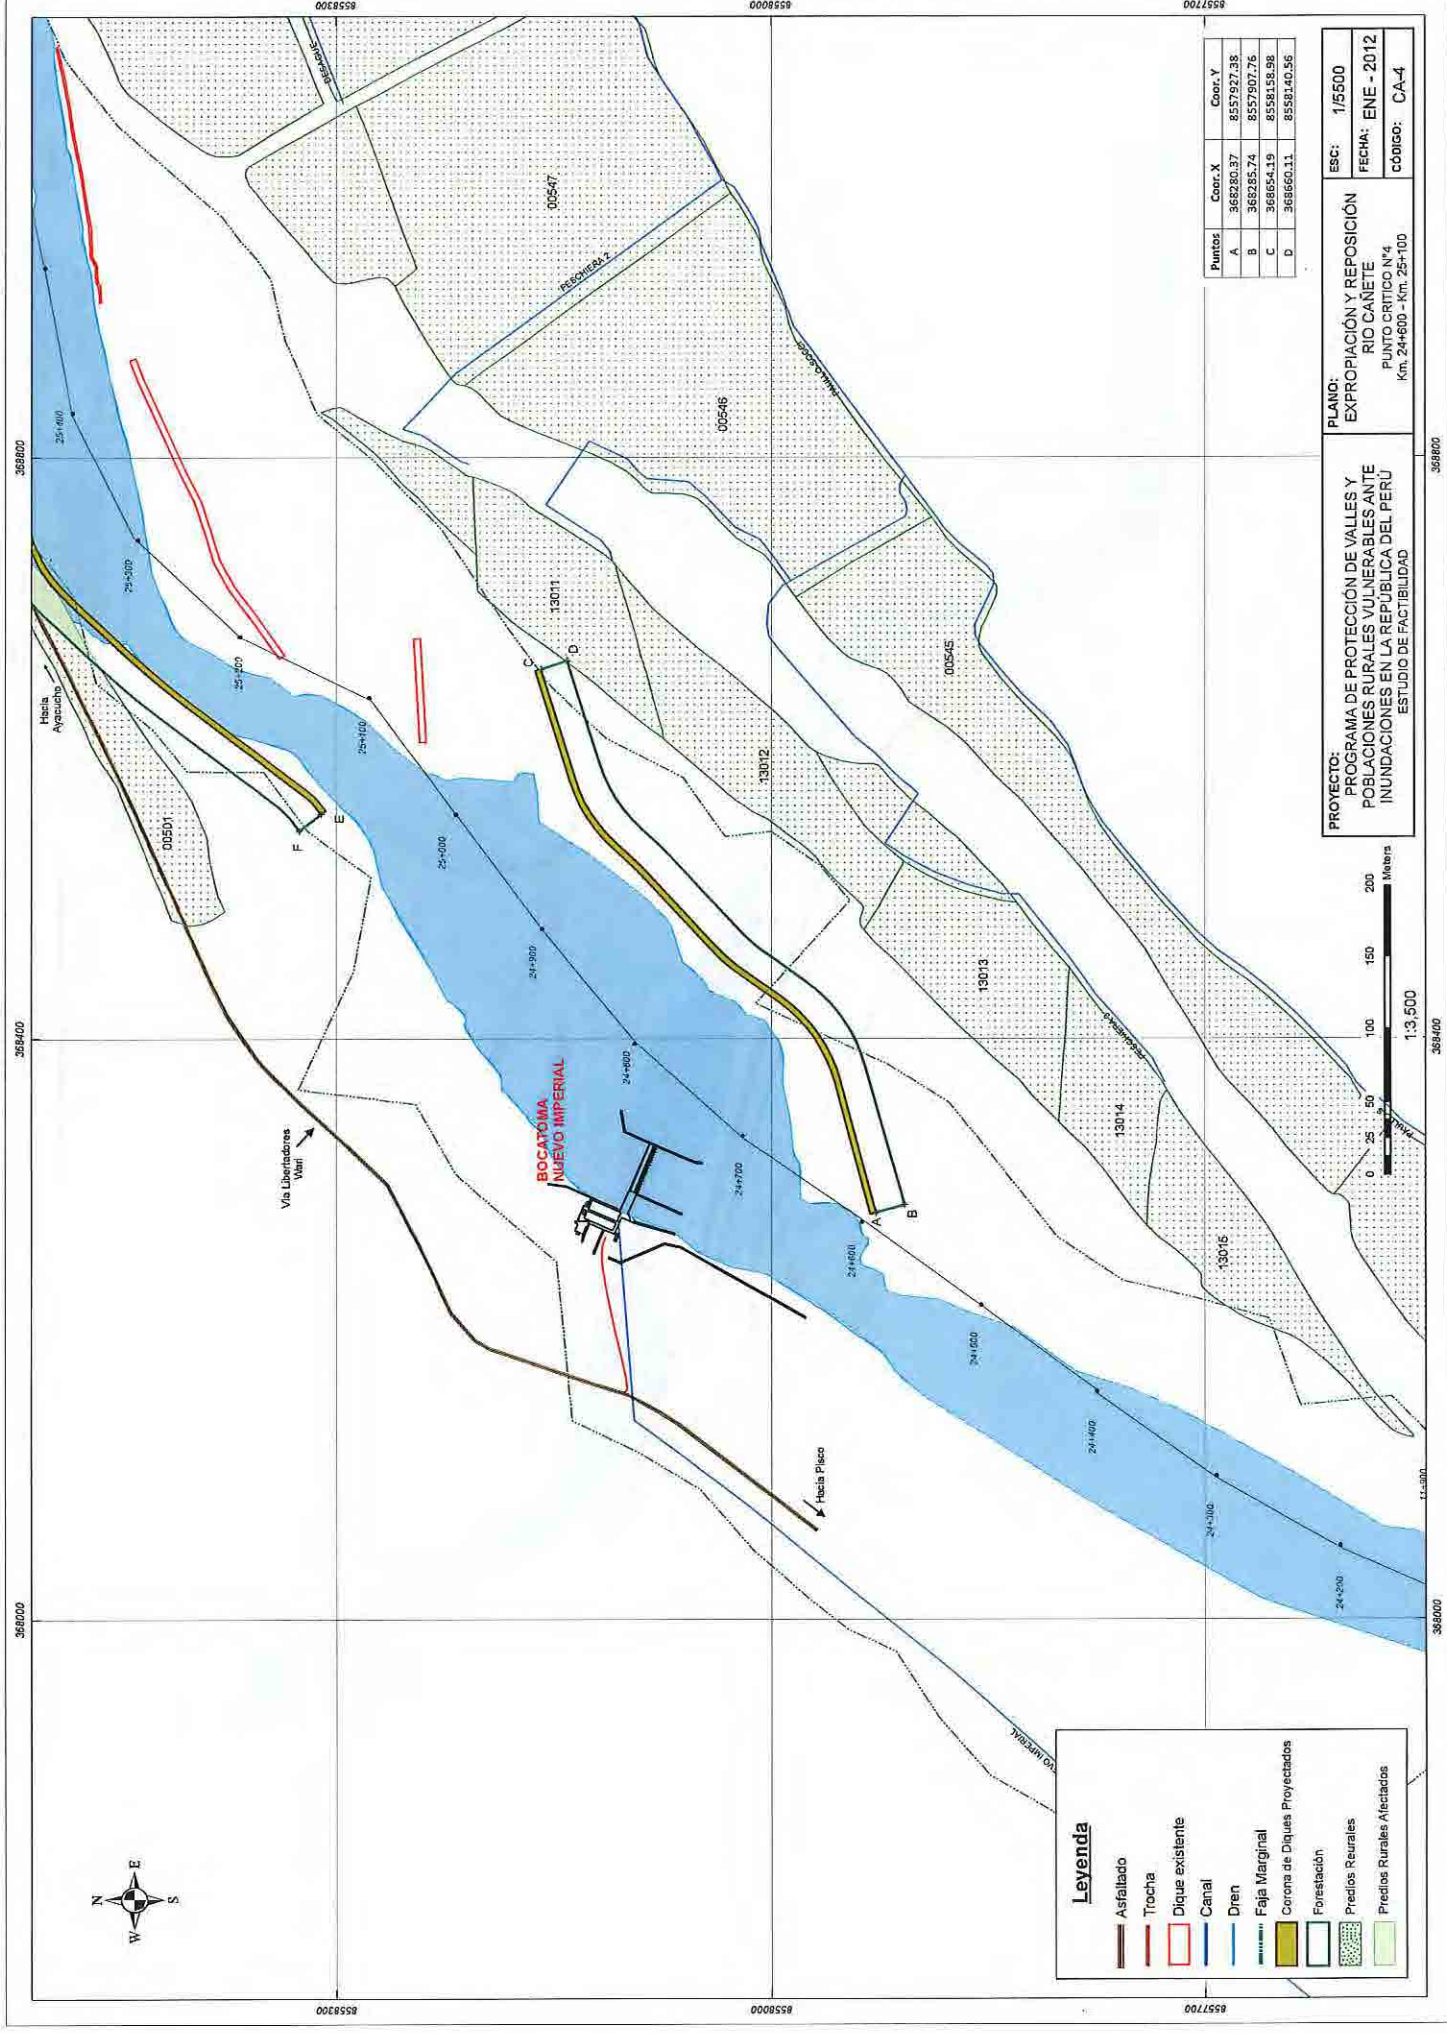 368000
368400
368800
8558300
8558000
8557700
N
W
E
S
Hacia
Ayacucho
00501
F
E
Vía Libertadores
Wari
BOCATOMA
NUEVO IMPERIAL
Hacia Pisco
25+400
25+300
25+200
25+100
25+000
24+900
24+800
24+700
24+600
24+500
24+400
24+300
24+200
A
B
C
D
DESAGUE
00547
PESCHIERA 2
00546
00545
13011
13012
13013
13014
13015
Leyenda
Asfaltado
Trocha
Dique existente
Canal
Dren
Faja Marginal
Corona de Diques Proyectados
Forestación
Predios Reurales
Predios Rurales Afectados
0 25 50 100 150 200
Meters
1:3,500
Puntos Coor.X Coor.Y
A 368280.37 8557927.38
B 368285.74 8557907.76
C 368654.19 8558158.98
D 368660.11 8558140.56
PROYECTO:
PROGRAMA DE PROTECCIÓN DE VALLES Y
POBLACIONES RURALES VULNERABLES ANTE
INUNDACIONES EN LA REPÚBLICA DEL PERÚ
ESTUDIO DE FACTIBILIDAD
PLANO:
EXPROPIACIÓN Y REPOSICIÓN
RIO CAÑETE
PUNTO CRITICO N°4
Km. 24+600 - Km. 25+100
ESC: 1/5500
FECHA: ENE - 2012
CÓDIGO: CA-4
368000
368400
368800
8558300
8558000
8557700